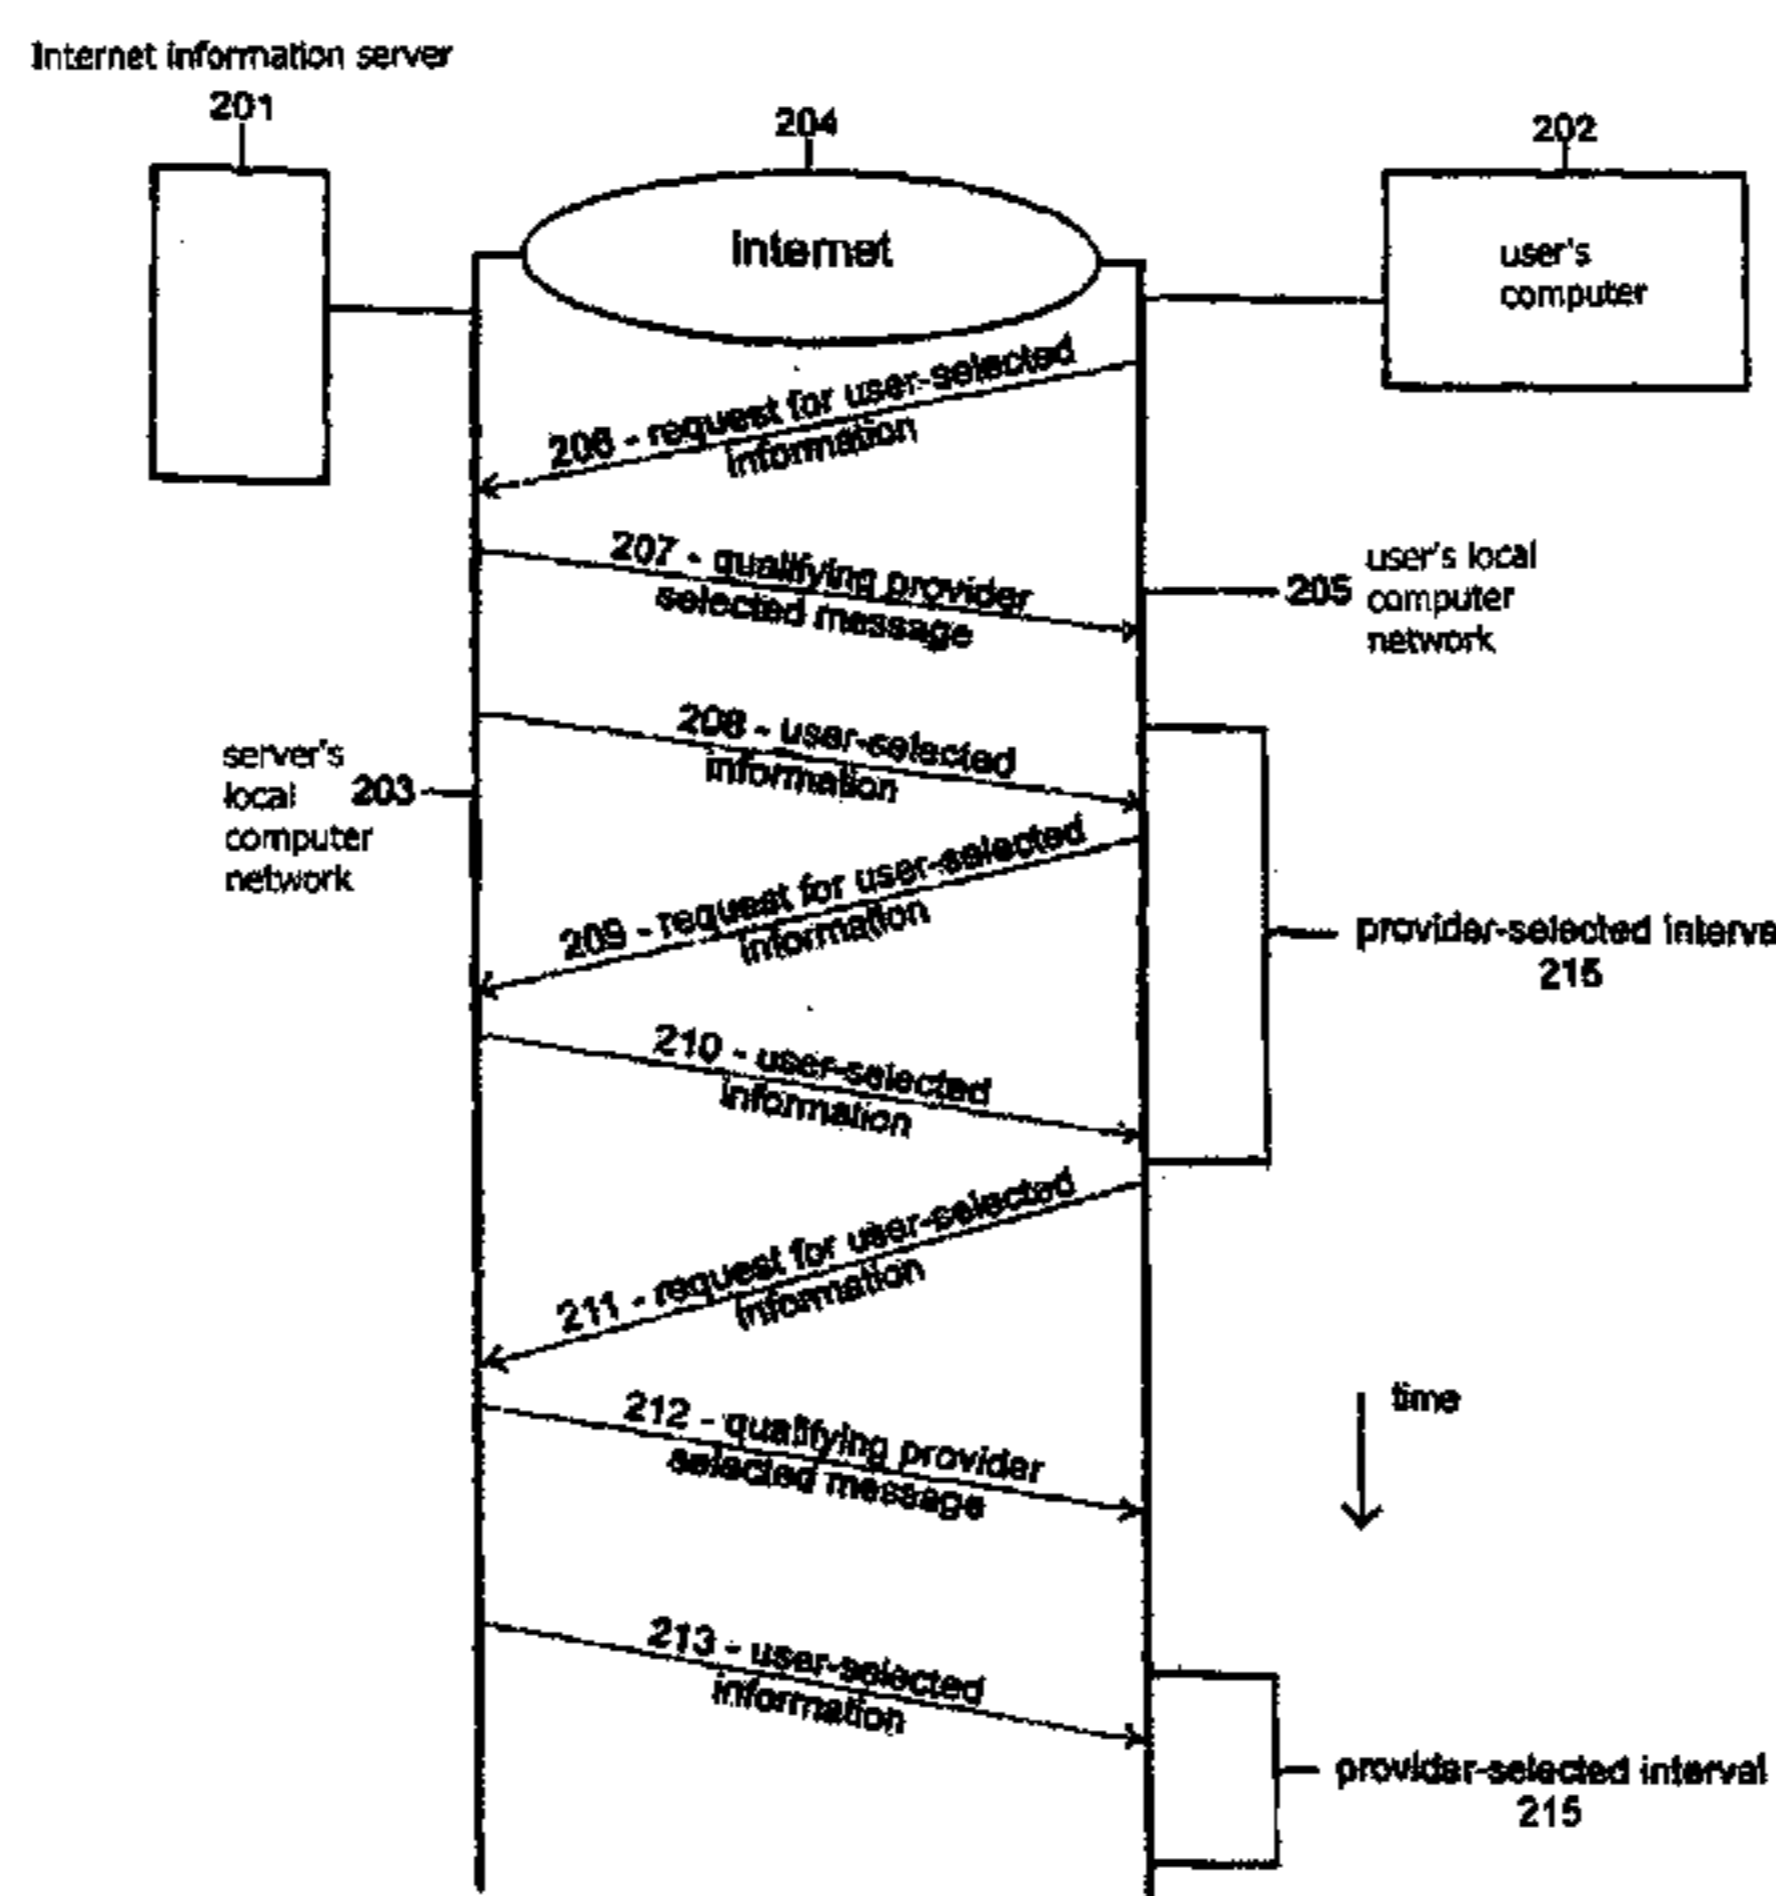 Internet information server
201
204
202
internet
user's
computer
206 - request for user-selected
information
207 - qualifying provider
selected message
205
user's local
computer
network
208 - user-selected
information
server's
local
computer
network
203
209 - request for user-selected
information
provider-selected interva
215
210 - user-selected
information
211 - request for user-selected
information
212 - qualifying provider
selected message
time
213 - user-selected
information
provider-selected interval
215